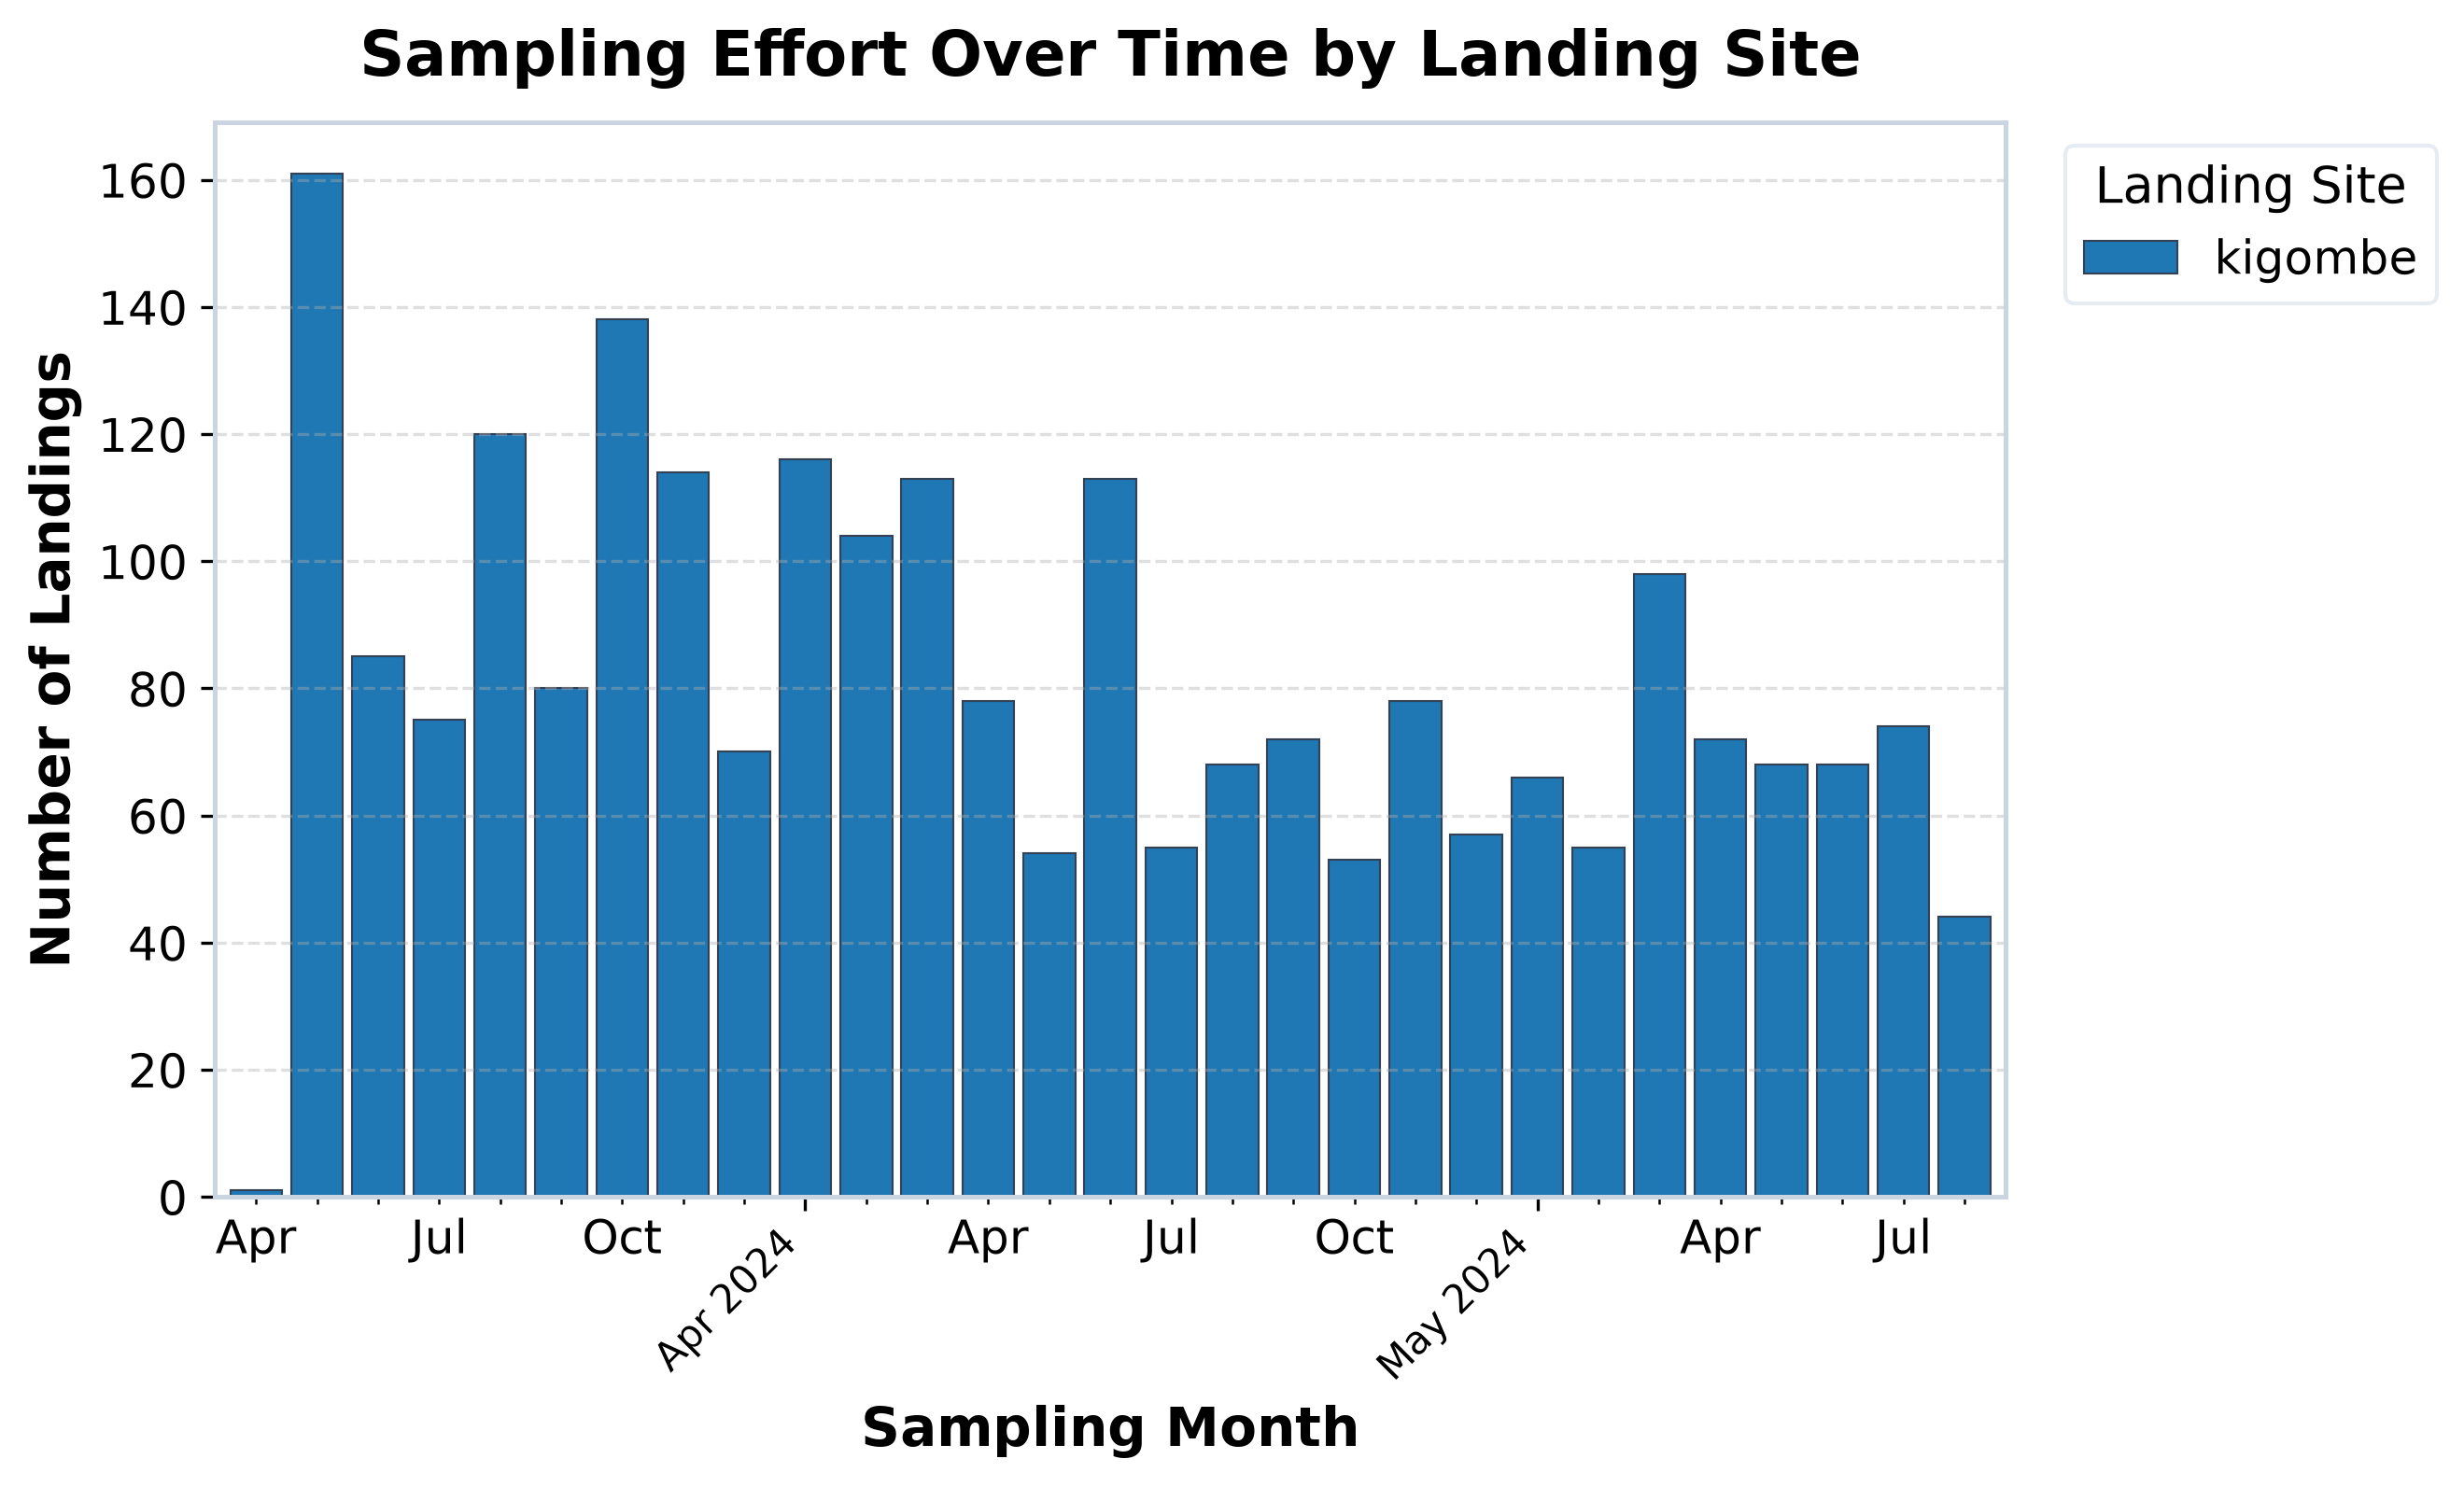 Sampling Effort Over Time by Landing Site
Number of Landings
160
140
120
100
80
60
40
20
0
Apr
Jul
Oct
Apr 2024
Apr
Jul
Oct
May 2024
Apr
Jul
Sampling Month
Landing Site
kigombe